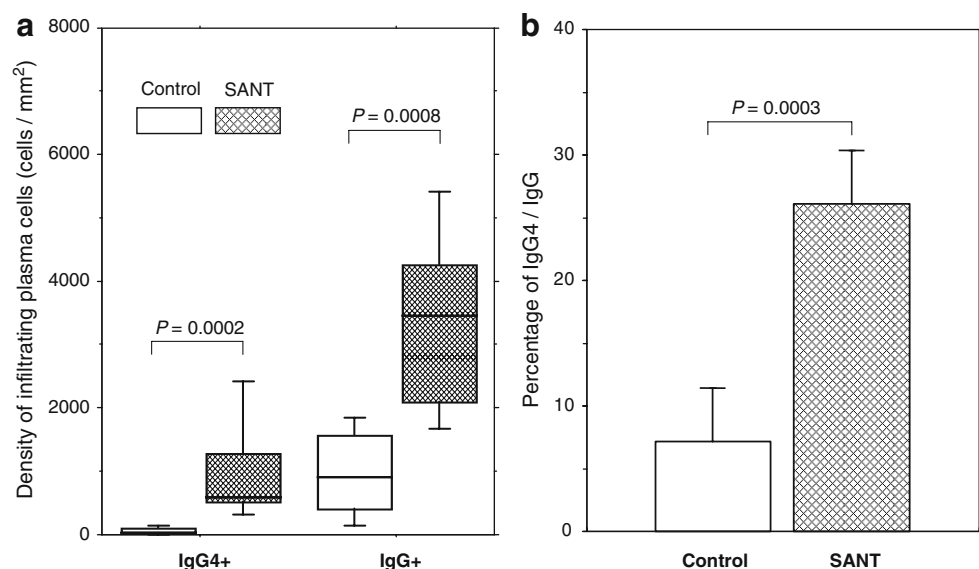 a
Density of infiltrating plasma cells (cells / mm²)
8000
6000
4000
2000
0
Control SANT
P = 0.0002
P = 0.0008
IgG4+ IgG+
b
Percentage of IgG4 / IgG
40
30
20
10
0
P = 0.0003
Control SANT